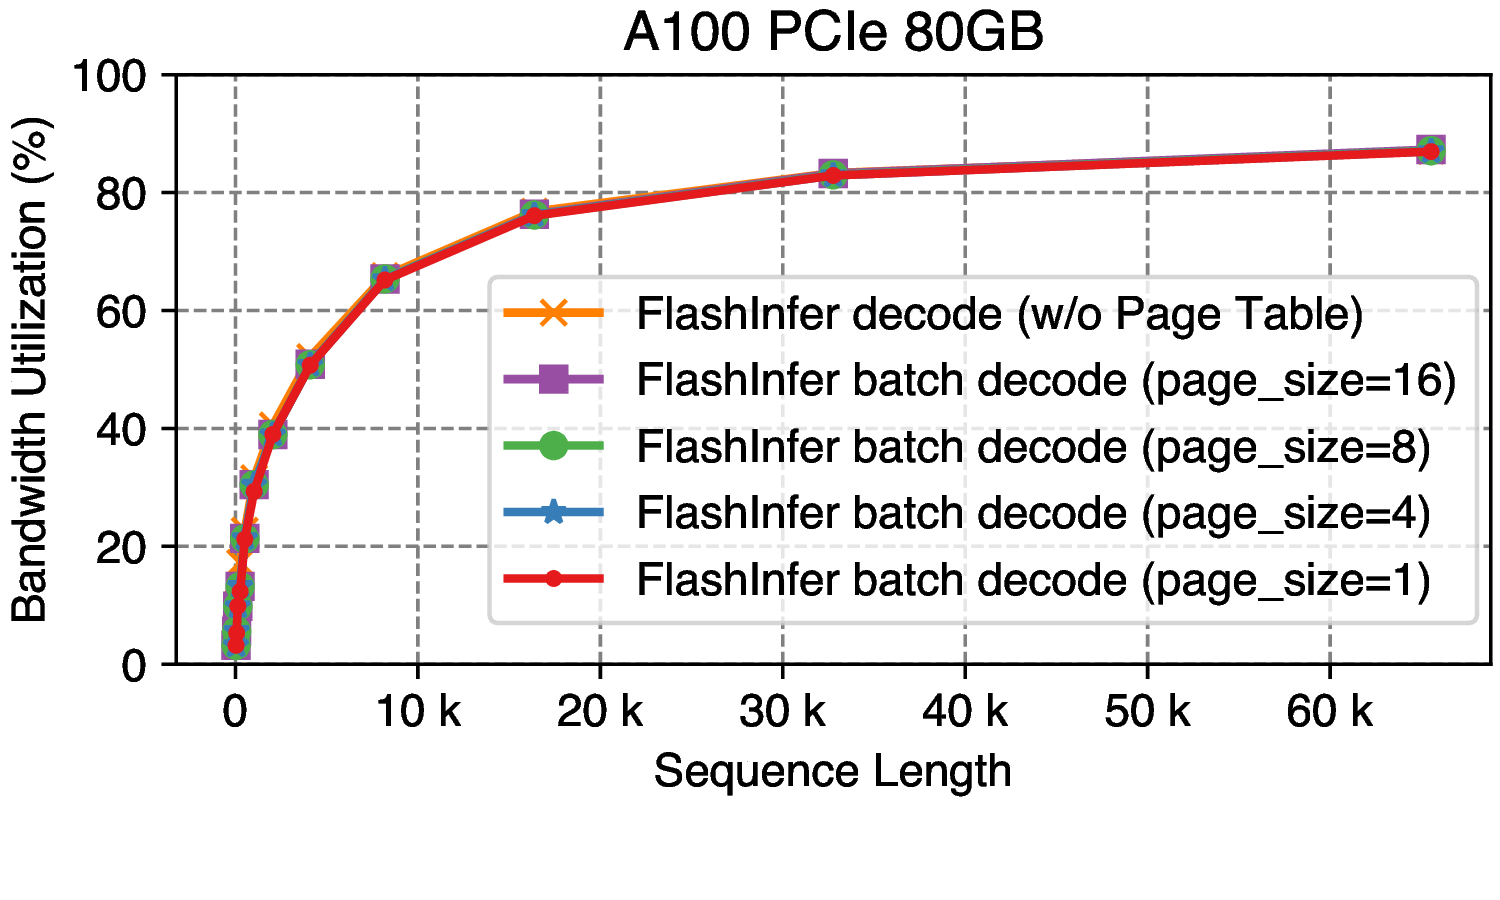 A100 PCIe 80GB
Bandwidth Utilization (%)
100
80
60
40
20
0
FlashInfer decode (w/o Page Table)
FlashInfer batch decode (page_size=16)
FlashInfer batch decode (page_size=8)
FlashInfer batch decode (page_size=4)
FlashInfer batch decode (page_size=1)
0 10 k 20 k 30 k 40 k 50 k 60 k
Sequence Length